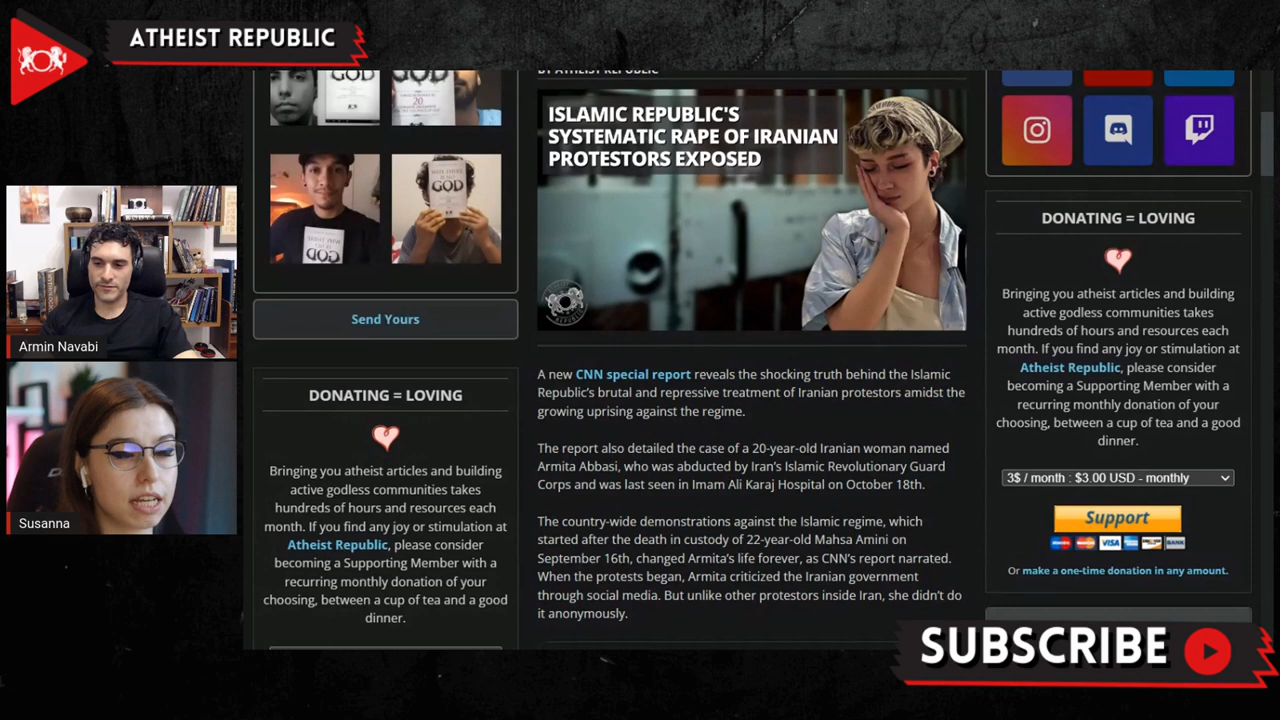 ATHEIST REPUBLIC
BY ATHEIST REPUBLIC
GOD
GOD
20
ISLAMIC REPUBLIC'S
SYSTEMATIC RAPE OF IRANIAN
PROTESTORS EXPOSED
GOD
GOD
Send Yours
DONATING = LOVING
Bringing you atheist articles and building
active godless communities takes
hundreds of hours and resources each
month. If you find any joy or stimulation at
Atheist Republic, please consider
becoming a Supporting Member with a
recurring monthly donation of your
choosing, between a cup of tea and a good
dinner.
A new CNN special report reveals the shocking truth behind the Islamic
Republic's brutal and repressive treatment of Iranian protestors amidst the
growing uprising against the regime.
The report also detailed the case of a 20-year-old Iranian woman named
Armita Abbasi, who was abducted by Iran's Islamic Revolutionary Guard
Corps and was last seen in Imam Ali Karaj Hospital on October 18th.
The country-wide demonstrations against the Islamic regime, which
started after the death in custody of 22-year-old Mahsa Amini on
September 16th, changed Armita's life forever, as CNN's report narrated.
When the protests began, Armita criticized the Iranian government
through social media. But unlike other protestors inside Iran, she didn't do
it anonymously.
DONATING = LOVING
Bringing you atheist articles and building
active godless communities takes
hundreds of hours and resources each
month. If you find any joy or stimulation at
Atheist Republic, please consider
becoming a Supporting Member with a
recurring monthly donation of your
choosing, between a cup of tea and a good
dinner.
3$ / month : $3.00 USD - monthly
Support
VISA
BANK
Or make a one-time donation in any amount.
Armin Navabi
Susanna
SUBSCRIBE